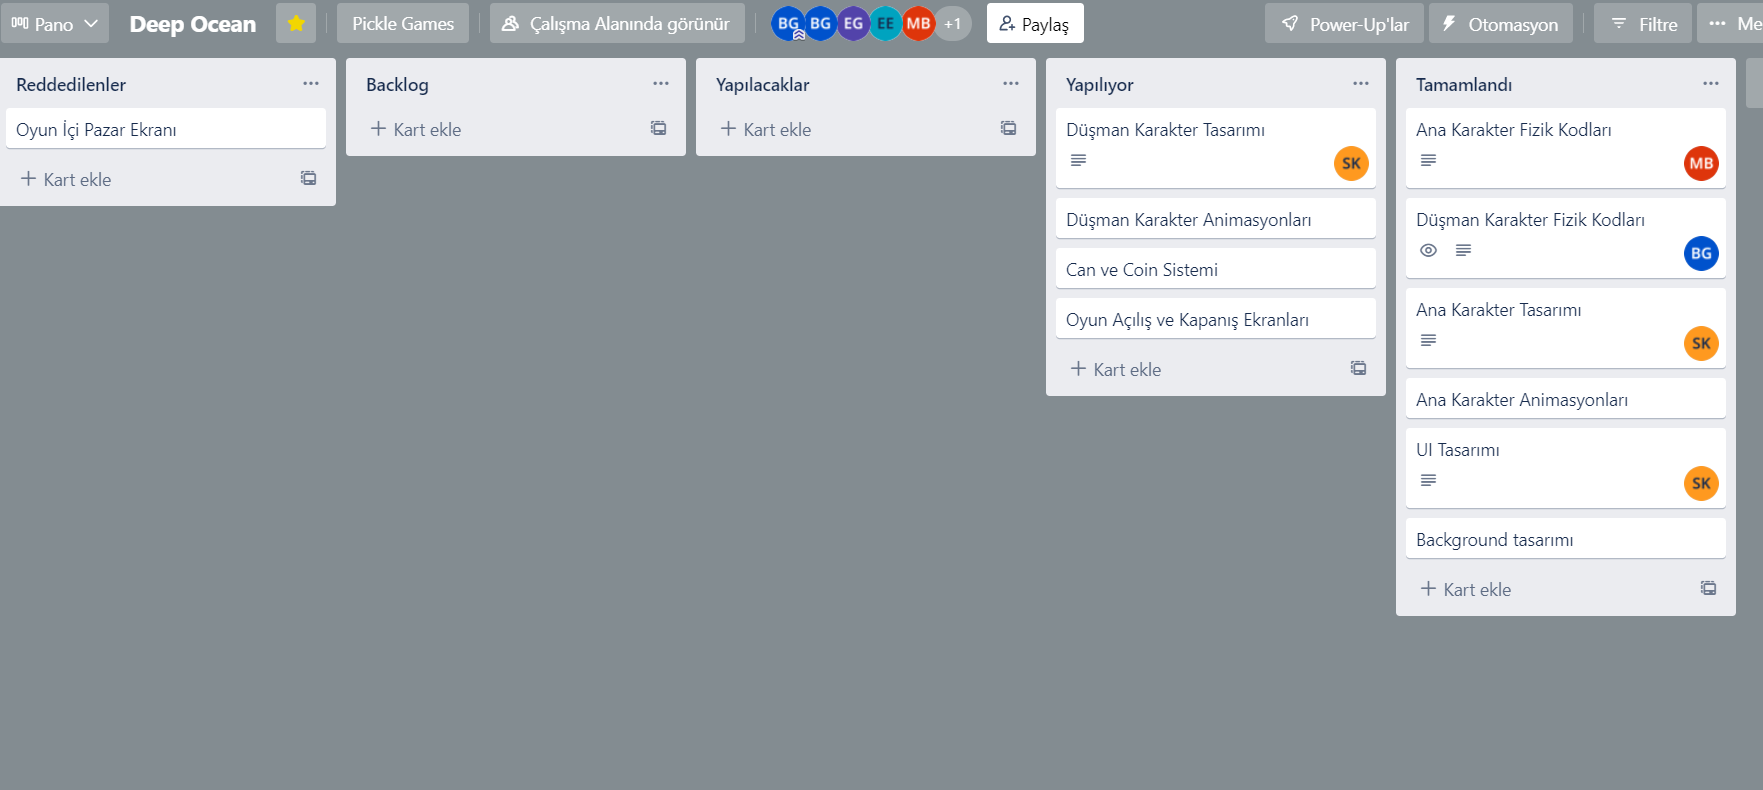 Pano
Deep Ocean
Pickle Games
Çalışma Alanında görünür
BG
BG
EG
EE
MB
+1
Paylaş
Power-Up'lar
Otomasyon
Filtre
Me
Reddedilenler
Oyun İçi Pazar Ekranı
Kart ekle
Backlog
Kart ekle
Yapılacaklar
Kart ekle
Yapılıyor
Düşman Karakter Tasarımı
SK
Düşman Karakter Animasyonları
Can ve Coin Sistemi
Oyun Açılış ve Kapanış Ekranları
Kart ekle
Tamamlandı
Ana Karakter Fizik Kodları
MB
Düşman Karakter Fizik Kodları
BG
Ana Karakter Tasarımı
SK
Ana Karakter Animasyonları
UI Tasarımı
SK
Background tasarımı
Kart ekle